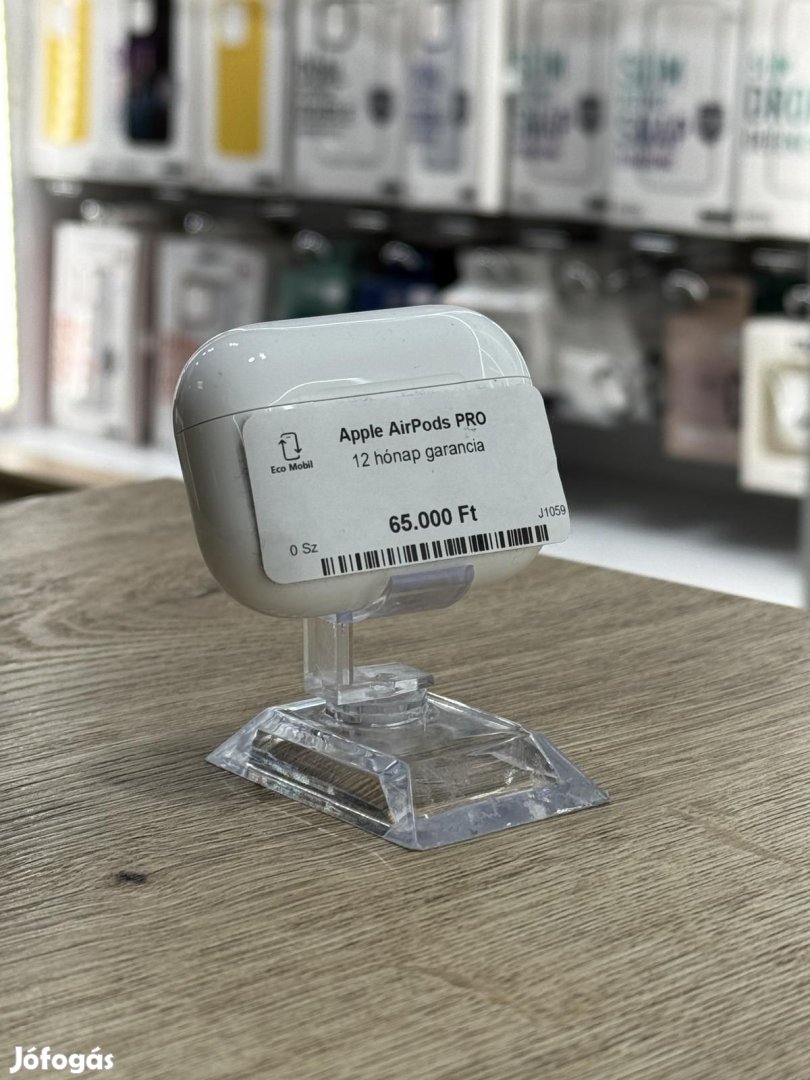 Apple AirPods PRO
12 hónap garancia
Eco Mobil
65.000 Ft
J1059
0 Sz
Jófogás